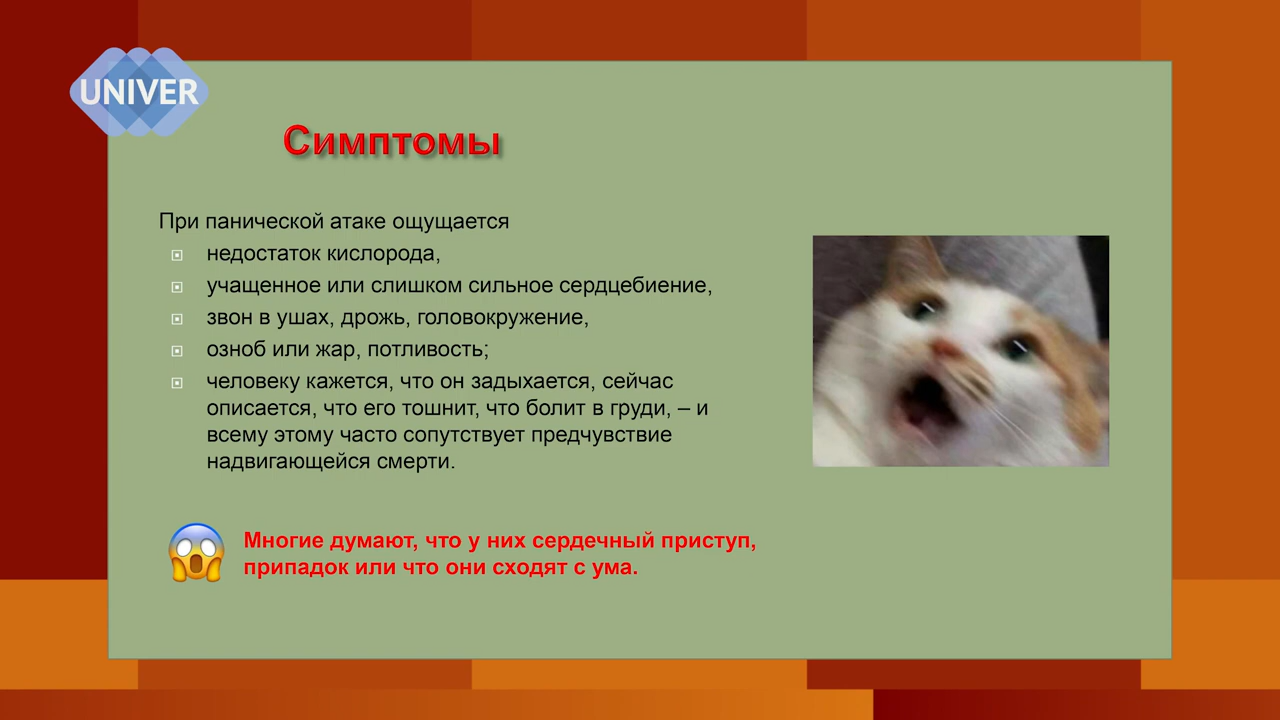 UNIVER
Симптомы
При панической атаке ощущается
недостаток кислорода,
учащенное или слишком сильное сердцебиение,
звон в ушах, дрожь, головокружение,
озноб или жар, потливость;
человеку кажется, что он задыхается, сейчас
описается, что его тошнит, что болит в груди, – и
всему этому часто сопутствует предчувствие
надвигающейся смерти.
Многие думают, что у них сердечный приступ,
припадок или что они сходят с ума.